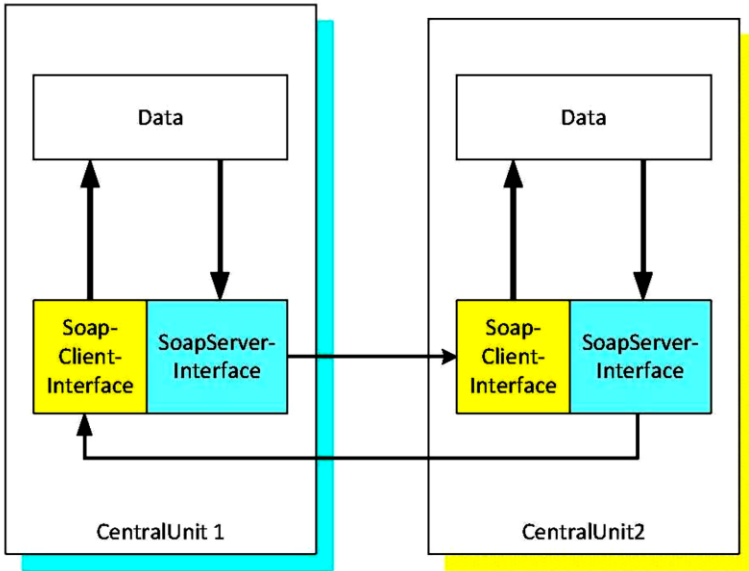 Data
Data
Soap-
Client-
Interface
SoapServer-
Interface
Soap-
Client-
Interface
SoapServer-
Interface
CentralUnit 1
CentralUnit2